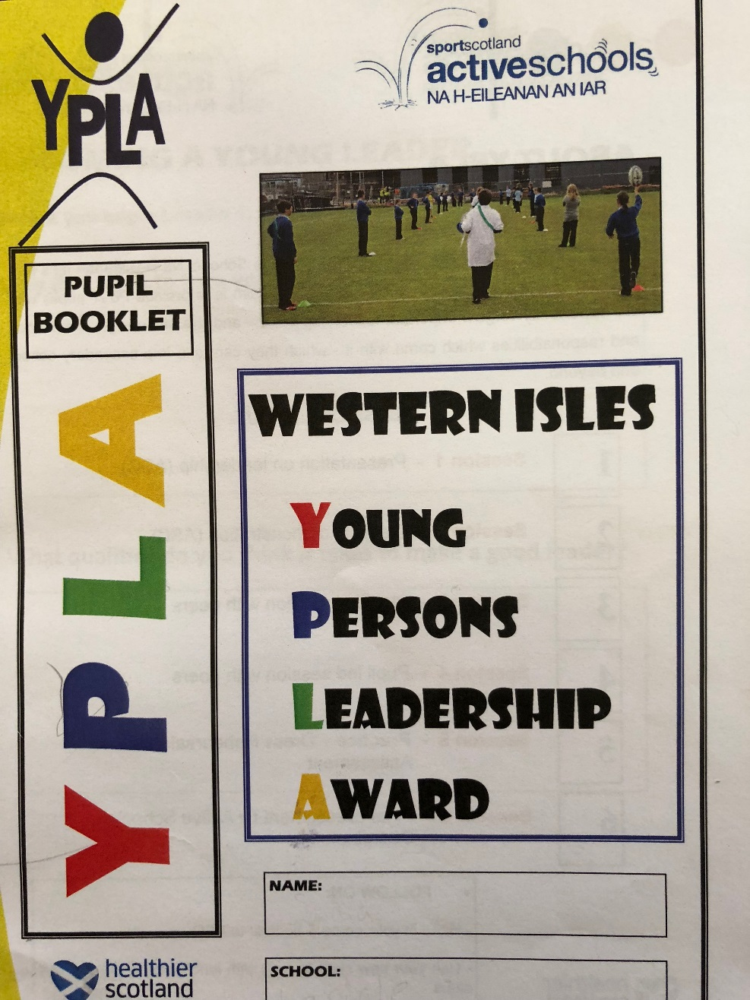 YPLA
sportscotland
activeschools
NA H-EILEANAN AN IAR
PUPIL
BOOKLET
YPLA
WESTERN ISLES
YOUNG
PERSONS
LEADERSHIP
AWARD
NAME:
SCHOOL:
healthier
scotland